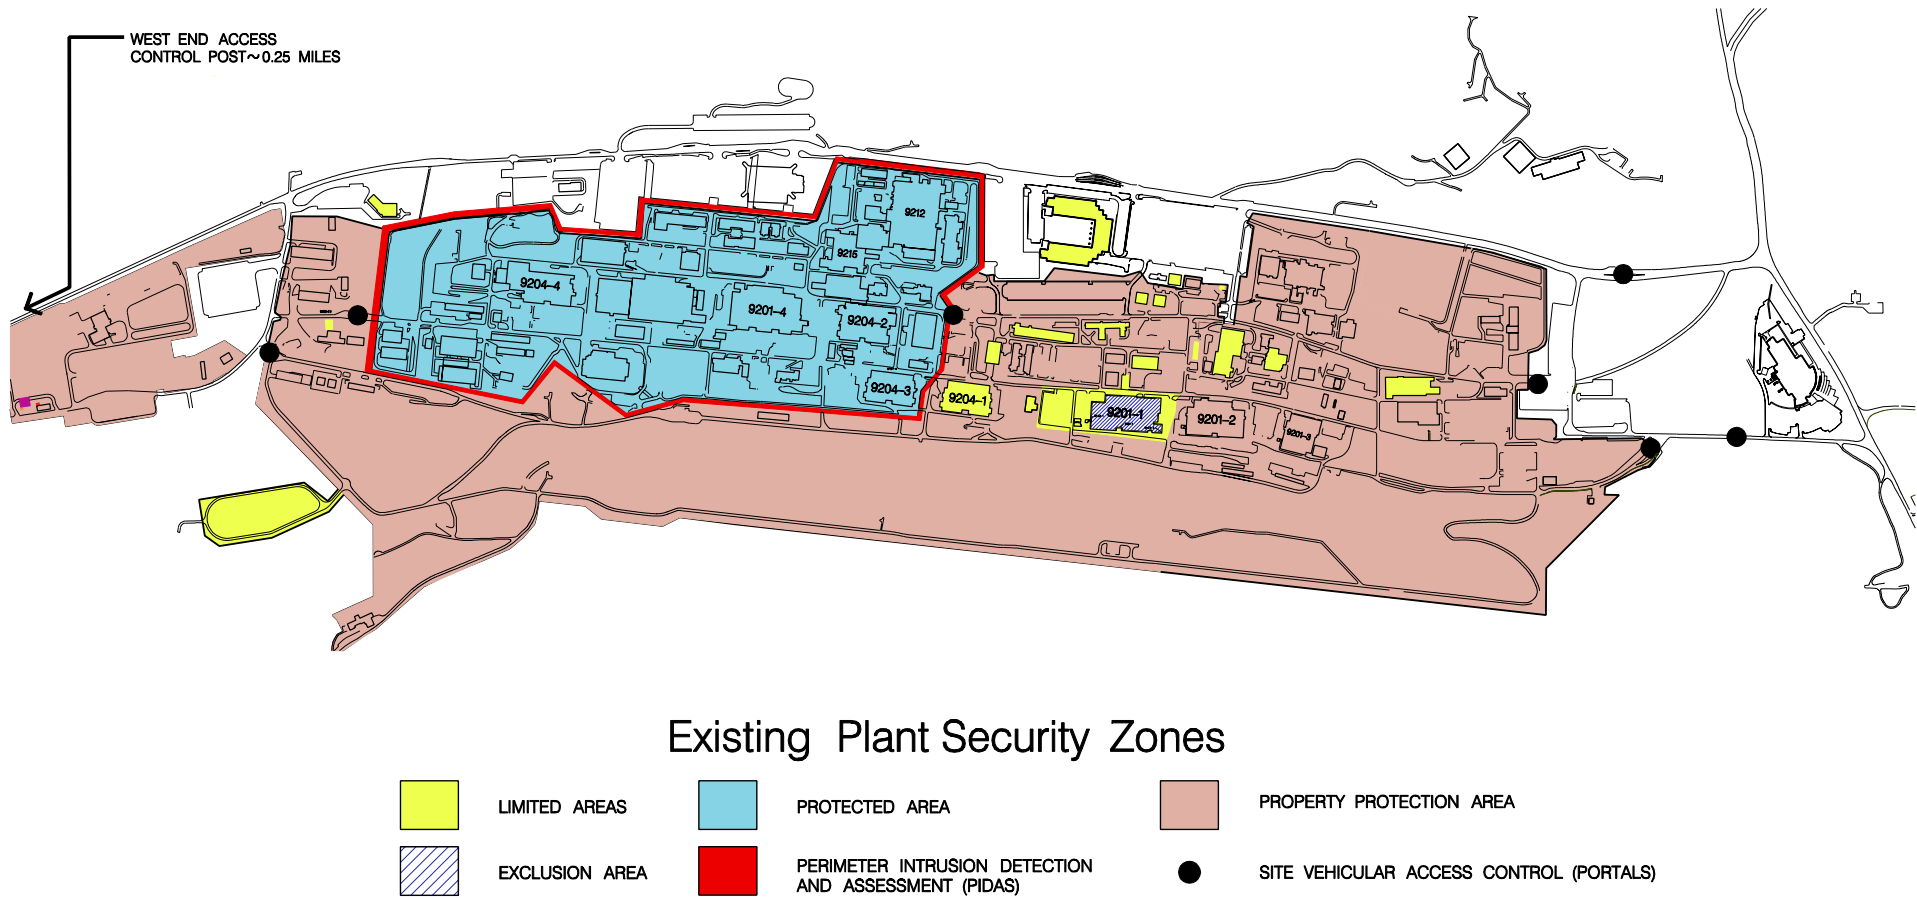 WEST END ACCESS
CONTROL POST~0.25 MILES
9212
9215
9204-4
9201-4
9204-2
9204-3
9204-1
9201-1
9201-2
9201-3
Existing Plant Security Zones
LIMITED AREAS
PROTECTED AREA
PROPERTY PROTECTION AREA
EXCLUSION AREA
PERIMETER INTRUSION DETECTION
AND ASSESSMENT (PIDAS)
SITE VEHICULAR ACCESS CONTROL (PORTALS)